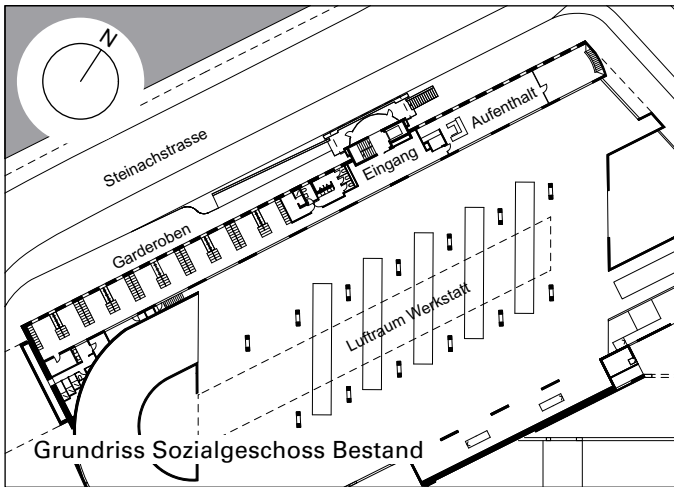 N
Steinachstrasse
Aufenthalt
Eingang
Garderoben
Luftraum Werkstatt
Grundriss Sozialgeschoss Bestand